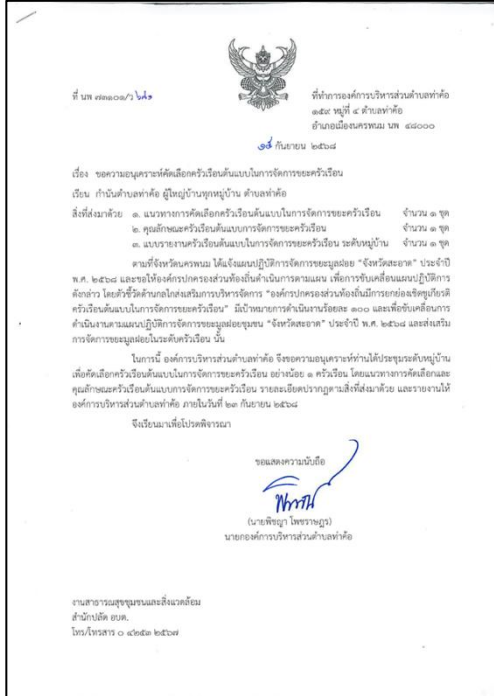 ที่ นพ ๗๓๑๐๑/ว ๖๘๑
ที่ทำการองค์การบริหารส่วนตำบลท่าค้อ
๑๕๙ หมู่ที่ ๔ ตำบลท่าค้อ
อำเภอเมืองนครพนม นพ ๔๘๐๐๐
๑๕ กันยายน ๒๕๖๘
เรื่อง ขอความอนุเคราะห์คัดเลือกครัวเรือนต้นแบบในการจัดการขยะครัวเรือน
เรียน กำนันตำบลท่าค้อ ผู้ใหญ่บ้านทุกหมู่บ้าน ตำบลท่าค้อ
สิ่งที่ส่งมาด้วย ๑. แนวทางการคัดเลือกครัวเรือนต้นแบบในการจัดการขยะครัวเรือน จำนวน ๑ ชุด
๒. คุณลักษณะครัวเรือนต้นแบบการจัดการขยะครัวเรือน จำนวน ๑ ชุด
๓. แบบรายงานครัวเรือนต้นแบบในการจัดการขยะครัวเรือน ระดับหมู่บ้าน จำนวน ๑ ชุด
ตามที่จังหวัดนครพนม ได้แจ้งแผนปฏิบัติการจัดการขยะมูลฝอย "จังหวัดสะอาด" ประจำปี
พ.ศ. ๒๕๖๘ และขอให้องค์กรปกครองส่วนท้องถิ่นดำเนินการตามแผน เพื่อการขับเคลื่อนแผนปฏิบัติการ
ดังกล่าว โดยตัวชี้วัดด้านกลไกส่งเสริมการบริหารจัดการ "องค์กรปกครองส่วนท้องถิ่นมีการยกย่องเชิดชูเกียรติ
ครัวเรือนต้นแบบในการจัดการขยะครัวเรือน" มีเป้าหมายการดำเนินงานร้อยละ ๑๐๐ และเพื่อขับเคลื่อนการ
ดำเนินงานตามแผนปฏิบัติการจัดการขยะมูลฝอยชุมชน "จังหวัดสะอาด" ประจำปี พ.ศ. ๒๕๖๘ และส่งเสริม
การจัดการขยะมูลฝอยในระดับครัวเรือน นั้น
ในการนี้ องค์การบริหารส่วนตำบลท่าค้อ จึงขอความอนุเคราะห์ท่านได้ประชุมระดับหมู่บ้าน
เพื่อคัดเลือกครัวเรือนต้นแบบในการจัดการขยะครัวเรือน อย่างน้อย ๑ ครัวเรือน โดยแนวทางการคัดเลือกและ
คุณลักษณะครัวเรือนต้นแบบการจัดการขยะครัวเรือน รายละเอียดปรากฏตามสิ่งที่ส่งมาด้วย และรายงานให้
องค์การบริหารส่วนตำบลท่าค้อ ภายในวันที่ ๒๓ กันยายน ๒๕๖๘
จึงเรียนมาเพื่อโปรดพิจารณา
ขอแสดงความนับถือ
(นายพิชญา โพชราษฎร)
นายกองค์การบริหารส่วนตำบลท่าค้อ
งานสาธารณสุขชุมชนและสิ่งแวดล้อม
สำนักปลัด อบต.
โทร/โทรสาร ๐ ๔๒๕๓ ๒๕๖๗